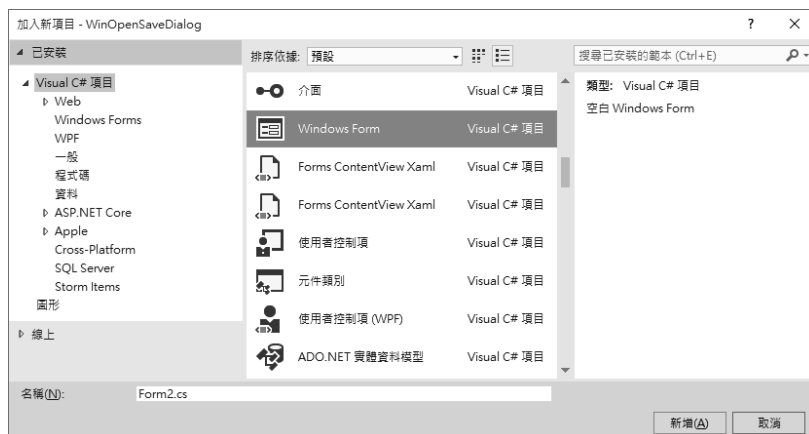 加入新項目 - WinOpenSaveDialog
? ×
已安裝
排序依據: 預設
搜尋已安裝的範本 (Ctrl+E)
Visual C# 項目
Web
Windows Forms
WPF
一般
程式碼
資料
ASP.NET Core
Apple
Cross-Platform
SQL Server
Storm Items
圖形
線上
介面 Visual C# 項目
Windows Form Visual C# 項目
Forms ContentView Xaml Visual C# 項目
Forms ContentView Xaml Visual C# 項目
使用者控制項 Visual C# 項目
元件類別 Visual C# 項目
使用者控制項 (WPF) Visual C# 項目
ADO.NET 實體資料模型 Visual C# 項目
類型: Visual C# 項目
空白 Windows Form
名稱(N): Form2.cs
新增(A) 取消